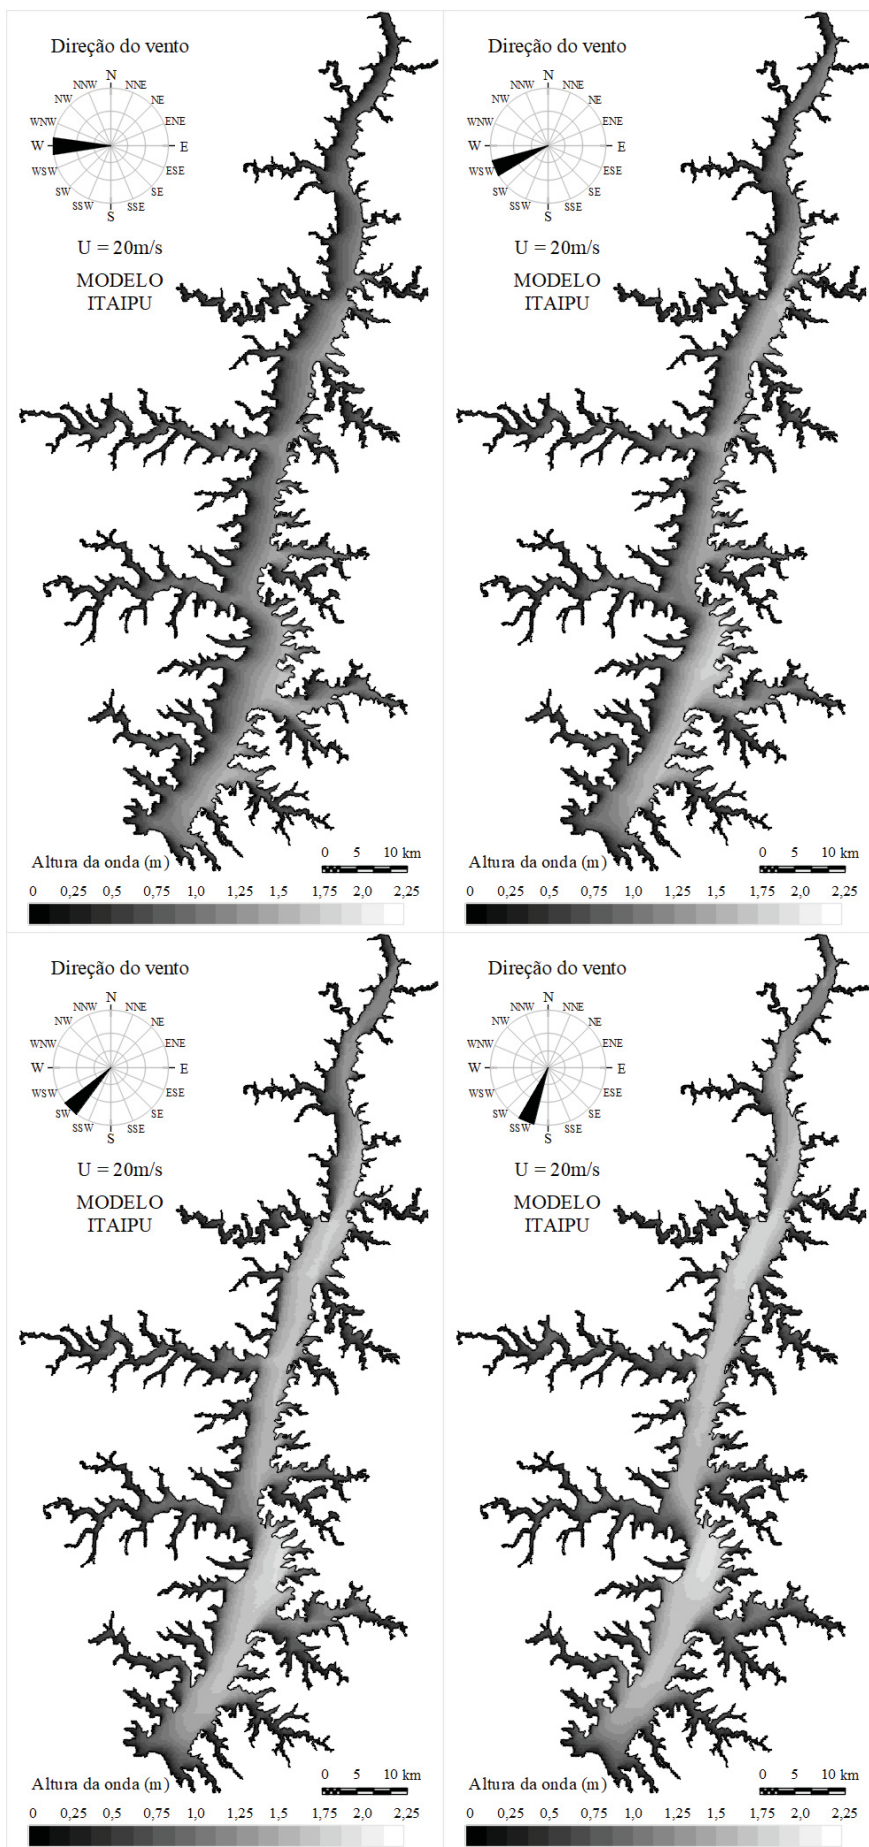 Direção do vento
N
NNW NNE
NW NE
WNW ENE
W E
WSW ESE
SW SE
SSW SSE
S
U = 20m/s
MODELO
ITAIPU
0 5 10 km
Altura da onda (m)
0 0,25 0,5 1,0 1,25 1,5 1.75 2.0 2,25
Direção do vento
N
NNW NNE
NW NE
WNW ENE
W E
WSW ESE
SW SE
SSW SSE
S
U = 20m/s
MODELO
ITAIPU
0 5 10 km
Altura da onda (m)
0 0,25 0,5 1,0 1,25 1,5 1.75 2.0 2,25
Direção do vento
N
NNW NNE
NW NE
WNW ENE
W E
WSW ESE
SW SE
SSW SSE
S
U = 20m/s
MODELO
ITAIPU
0 5 10 km
Altura da onda (m)
0 0,25 0,5 1,0 1,25 1,5 1.75 2.0 2,25
Direção do vento
N
NNW NNE
NW NE
WNW ENE
W E
WSW ESE
SW SE
SSW SSE
S
U = 20m/s
MODELO
ITAIPU
0 5 10 km
Altura da onda (m)
0 0,25 0,5 1,0 1,25 1,5 1.75 2.0 2,25